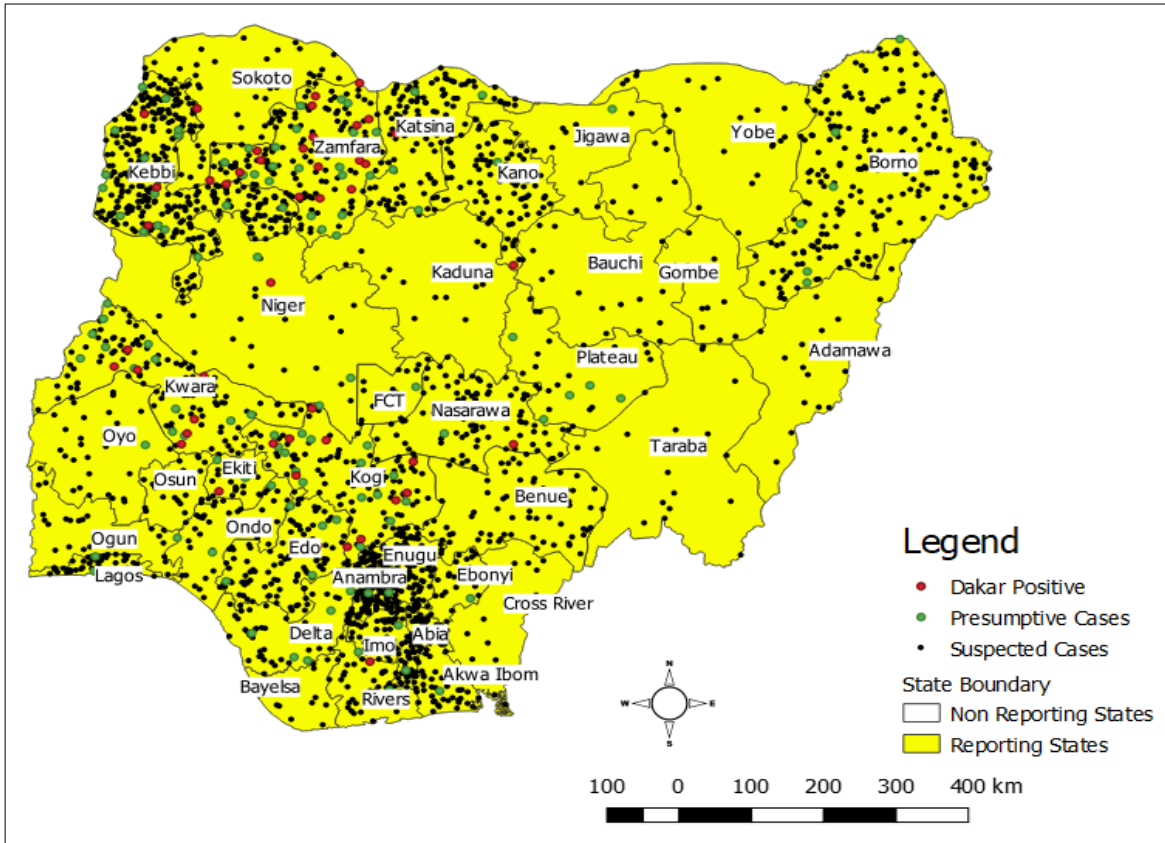 Sokoto
Katsina
Jigawa
Yobe
Zamfara
Borno
Kebbi
Kano
Kaduna
Bauchi
Gombe
Niger
Plateau
Adamawa
Kwara
FCT
Nasarawa
Oyo
Taraba
Ekiti
Osun
Kogi
Benue
Ondo
Ogun
Edo
Enugu
Lagos
Anambra
Ebonyi
Cross River
Delta
Imo
Abia
Akwa Ibom
Bayelsa
Rivers
Legend
Dakar Positive
Presumptive Cases
Suspected Cases
State Boundary
Non Reporting States
Reporting States
N
W E
S
100 0 100 200 300 400 km